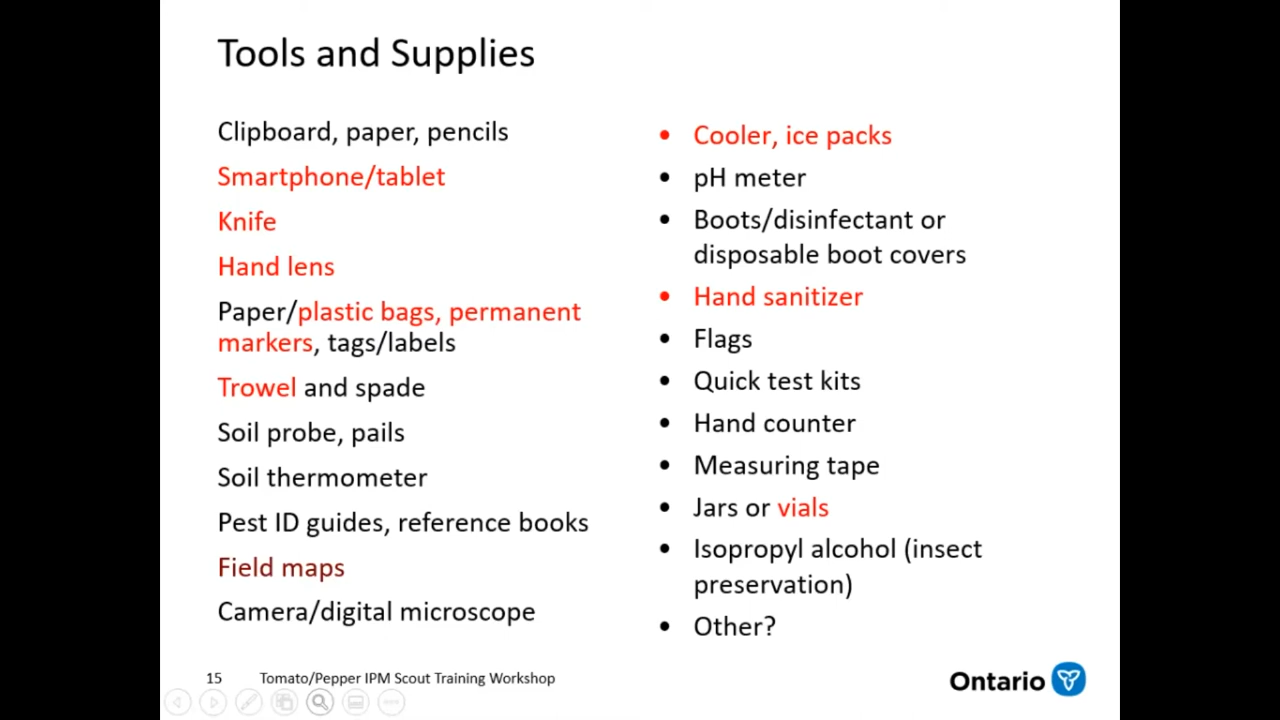 Tools and Supplies
Clipboard, paper, pencils
Smartphone/tablet
Knife
Hand lens
Paper/plastic bags, permanent
markers, tags/labels
Trowel and spade
Soil probe, pails
Soil thermometer
Pest ID guides, reference books
Field maps
Camera/digital microscope
• Cooler, ice packs
• pH meter
• Boots/disinfectant or
disposable boot covers
• Hand sanitizer
• Flags
• Quick test kits
• Hand counter
• Measuring tape
• Jars or vials
• Isopropyl alcohol (insect
preservation)
• Other?
15 Tomato/Pepper IPM Scout Training Workshop
Ontario